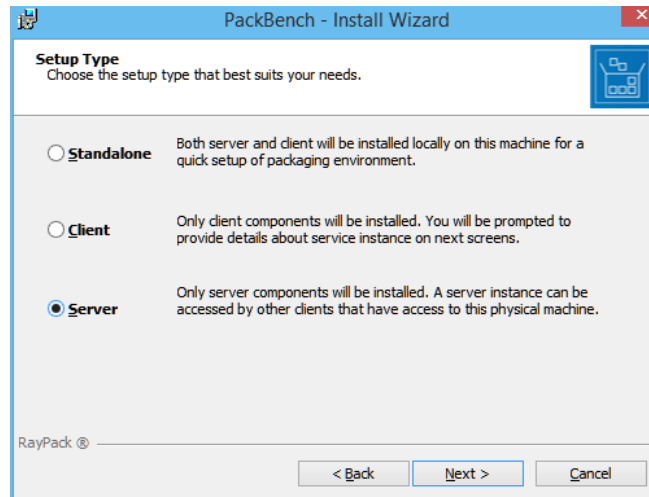 PackBench - Install Wizard
Setup Type
Choose the setup type that best suits your needs.
Standalone
Both server and client will be installed locally on this machine for a
quick setup of packaging environment.
Client
Only client components will be installed. You will be prompted to
provide details about service instance on next screens.
Server
Only server components will be installed. A server instance can be
accessed by other clients that have access to this physical machine.
RayPack ®
< Back
Next >
Cancel